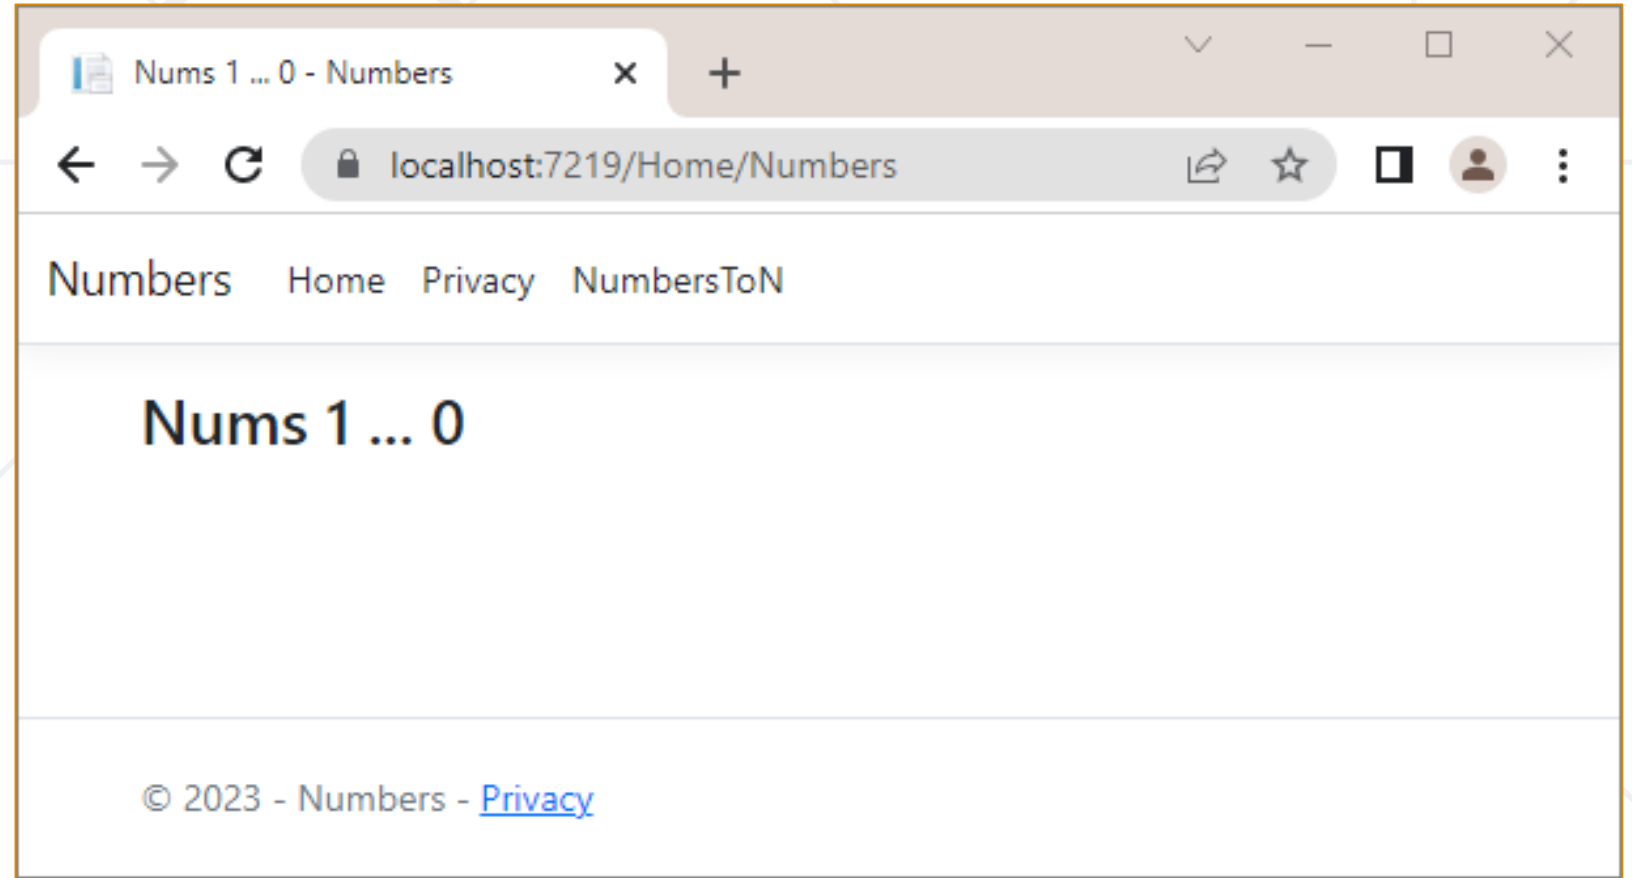 Nums 1 ... 0 - Numbers
localhost:7219/Home/Numbers
Numbers Home Privacy NumbersToN
Nums 1 ... 0
© 2023 - Numbers - Privacy